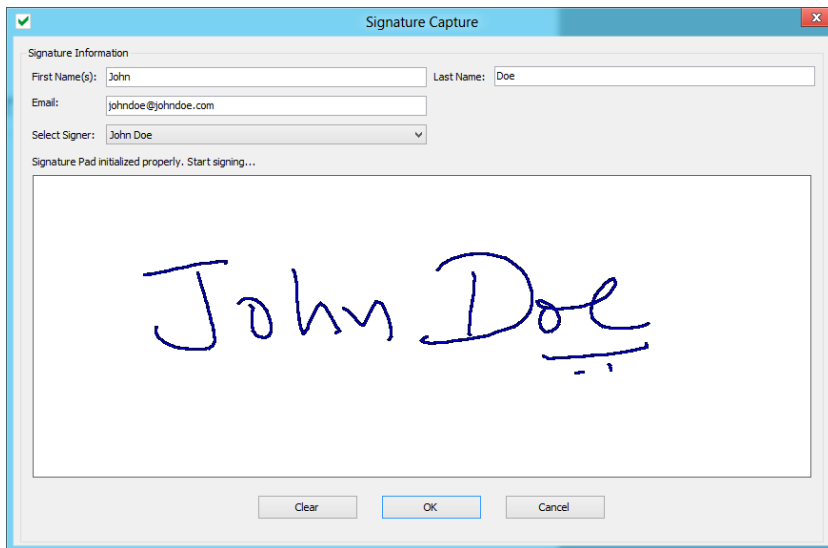 Signature Capture
x
Signature Information
First Name(s): John Last Name: Doe
Email: johndoe@johndoe.com
Select Signer: John Doe
Signature Pad initialized properly. Start signing...
John Doe
Clear OK Cancel